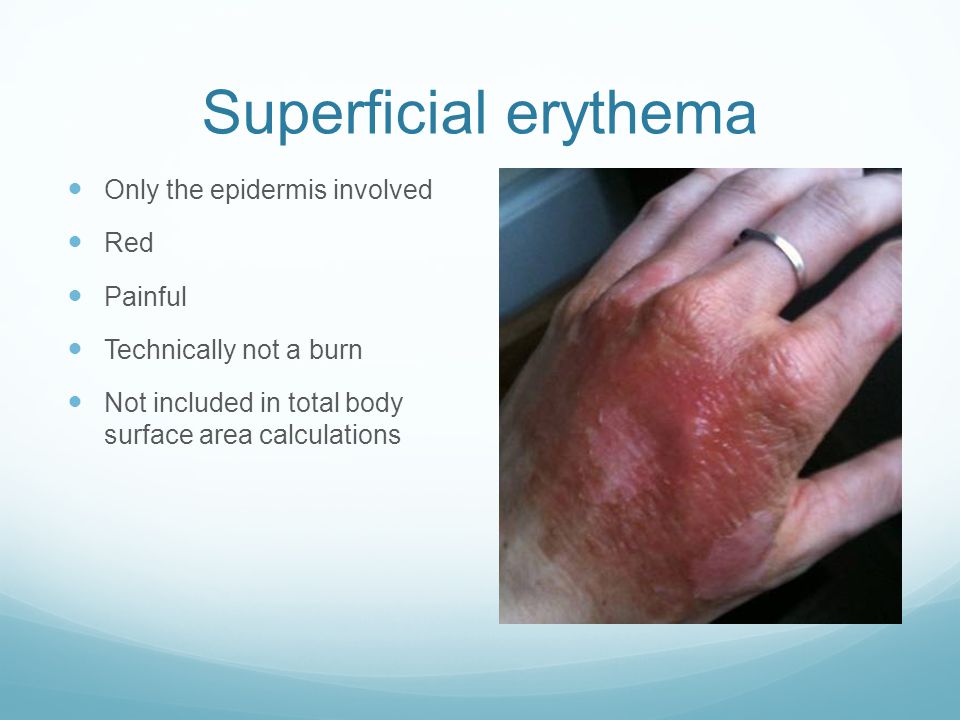 Superficial erythema
Only the epidermis involved
Red
Painful
Technically not a burn
Not included in total body
surface area calculations